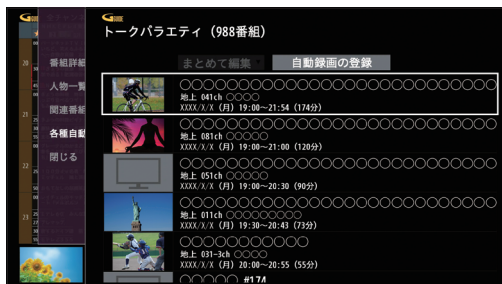 GGUIDE
トークバラエティ（988番組）
まとめて編集
自動録画の登録
番組詳細
人物一覧
関連番組
各種自動
閉じる
○○○○○○○○○○○○○○○○○○○○○○○○
地上 041ch ○○○○
XXXX/X/X (月) 19:00～21:54 (174分)
○○○○○○○○○○○○○○○○○○○○○○○○
地上 081ch ○○○○
XXXX/X/X (月) 19:00～21:00 (120分)
○○○○○○○○○○○○○○○○○○○○○○○○
地上 051ch ○○○○○
XXXX/X/X (月) 19:00～20:30 (90分)
○○○○○○○○○○○○○○○○○○○○○○○○
地上 011ch ○○○○○○○○○
XXXX/X/X (月) 19:30～20:43 (73分)
○○○○○○○○○○○
地上 031-3ch ○○○○○
XXXX/X/X (月) 20:00～20:55 (55分)
○○○○○ #174
20
21
22
23